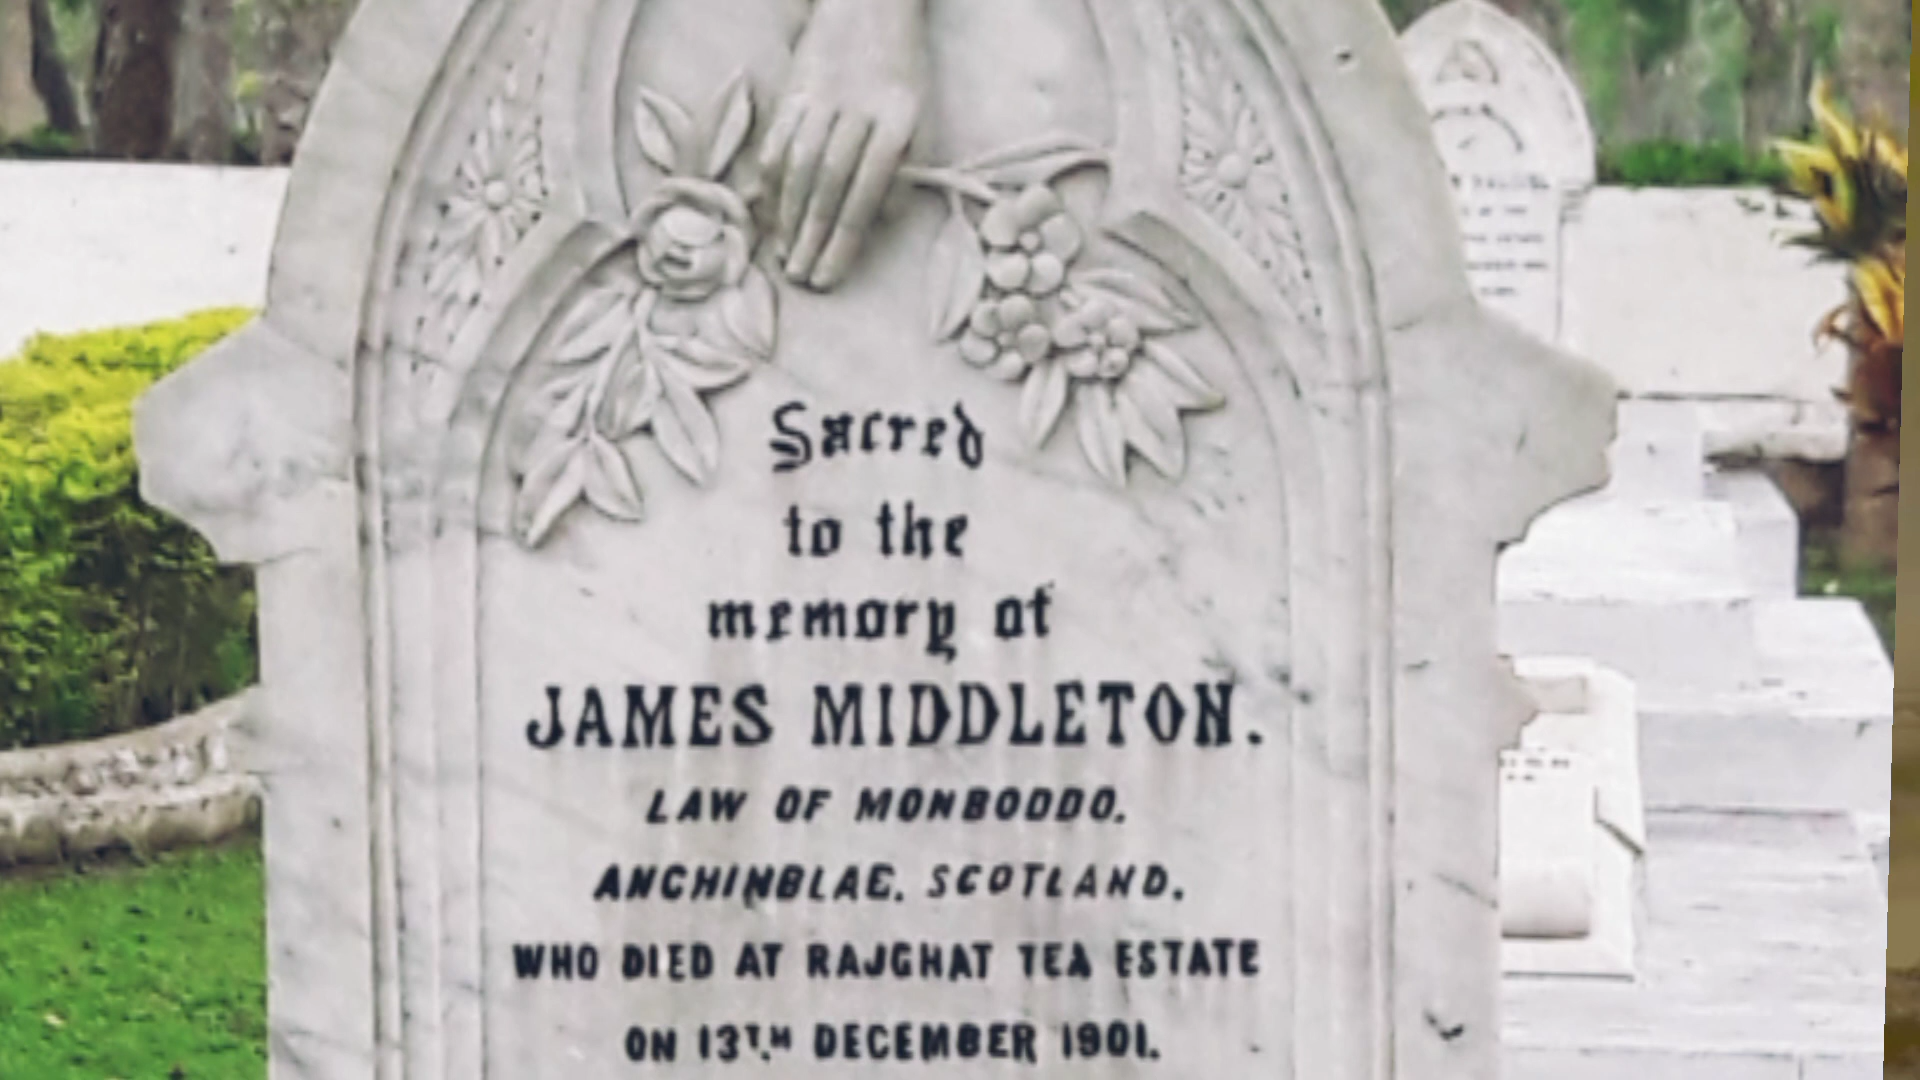 Sacred
to the
memory of
JAMES MIDDLETON.
LAW OF MONBODDO.
ANCHINBLAE. SCOTLAND.
WHO DIED AT RAJGHAT TEA ESTATE
ON 13TH DECEMBER 1901.